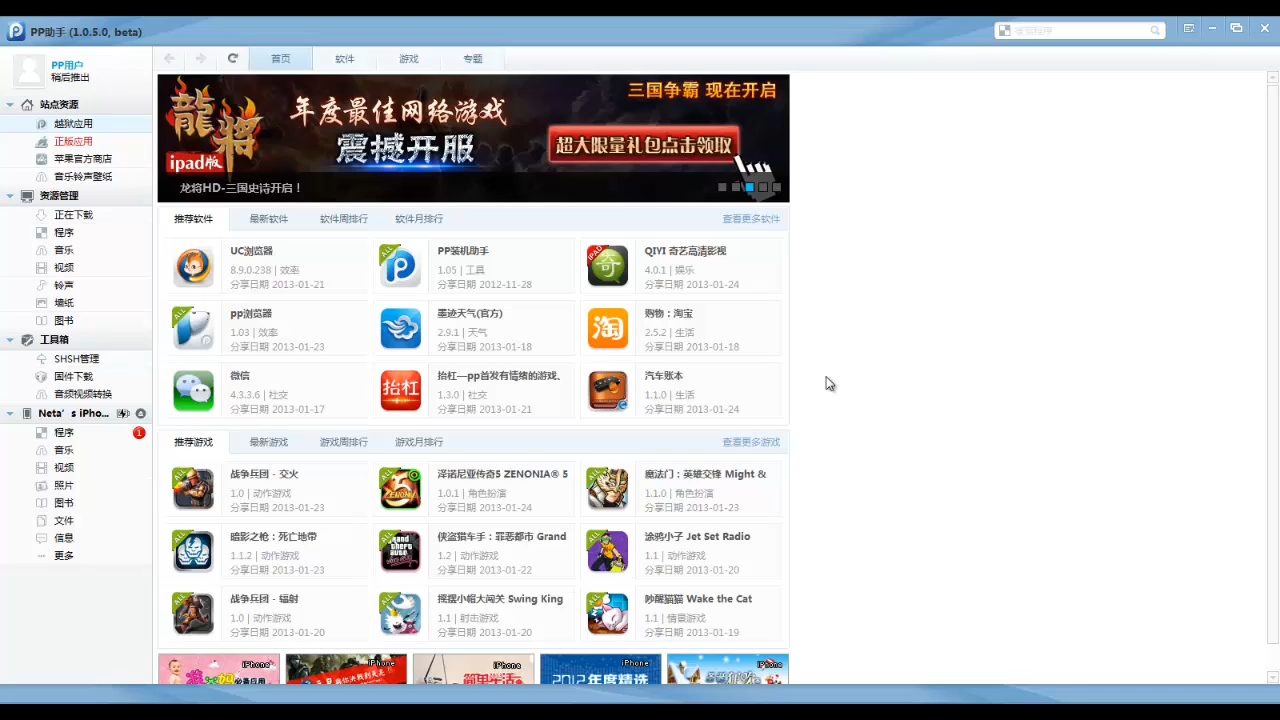 PP助手 (1.0.5.0, beta)
PP用户
稍后推出
站点资源
越狱应用
正版应用
苹果官方商店
音乐铃声壁纸
资源管理
正在下载
程序
音乐
视频
铃声
墙纸
图书
工具箱
SHSH管理
固件下载
音频视频转换
Neta's iPho...
程序 1
音乐
视频
照片
图书
文件
信息
更多
首页 软件 游戏 专题
龍將
ipad版
年度最佳网络游戏
震撼开服
三国争霸 现在开启
超大限量礼包点击领取
龙将HD-三国史诗开启！
推荐软件 最新软件 软件周排行 软件月排行 查看更多软件
UC浏览器
8.9.0.238 | 效率
分享日期 2013-01-21
PP装机助手
1.05 | 工具
分享日期 2012-11-28
奇
QIYI 奇艺高清影视
4.0.1 | 娱乐
分享日期 2013-01-24
pp浏览器
1.03 | 效率
分享日期 2013-01-23
墨迹天气(官方)
2.9.1 | 天气
分享日期 2013-01-18
淘
购物：淘宝
2.5.2 | 生活
分享日期 2013-01-18
微信
4.3.3.6 | 社交
分享日期 2013-01-17
抬杠
抬杠—pp首发有情绪的游戏、
1.3.0 | 社交
分享日期 2013-01-21
汽车账本
1.1.0 | 生活
分享日期 2013-01-24
推荐游戏 最新游戏 游戏周排行 游戏月排行 查看更多游戏
战争兵团 - 交火
1.0 | 动作游戏
分享日期 2013-01-23
泽诺尼亚传奇5 ZENONIA® 5
1.0.1 | 角色扮演
分享日期 2013-01-24
魔法门：英雄交锋 Might &
1.1.0 | 角色扮演
分享日期 2013-01-23
暗影之枪：死亡地带
1.1.2 | 动作游戏
分享日期 2013-01-23
侠盗猎车手：罪恶都市 Grand
1.2 | 动作游戏
分享日期 2013-01-22
涂鸦小子 Jet Set Radio
1.1 | 动作游戏
分享日期 2013-01-20
战争兵团 - 辐射
1.0 | 动作游戏
分享日期 2013-01-20
摇摆小帽大闯关 Swing King
1.1 | 射击游戏
分享日期 2013-01-20
吵醒猫猫 Wake the Cat
1.1 | 情景游戏
分享日期 2013-01-19
iPhone iPhone iPhone iPhone iPhone
简单生活
2012年度精选